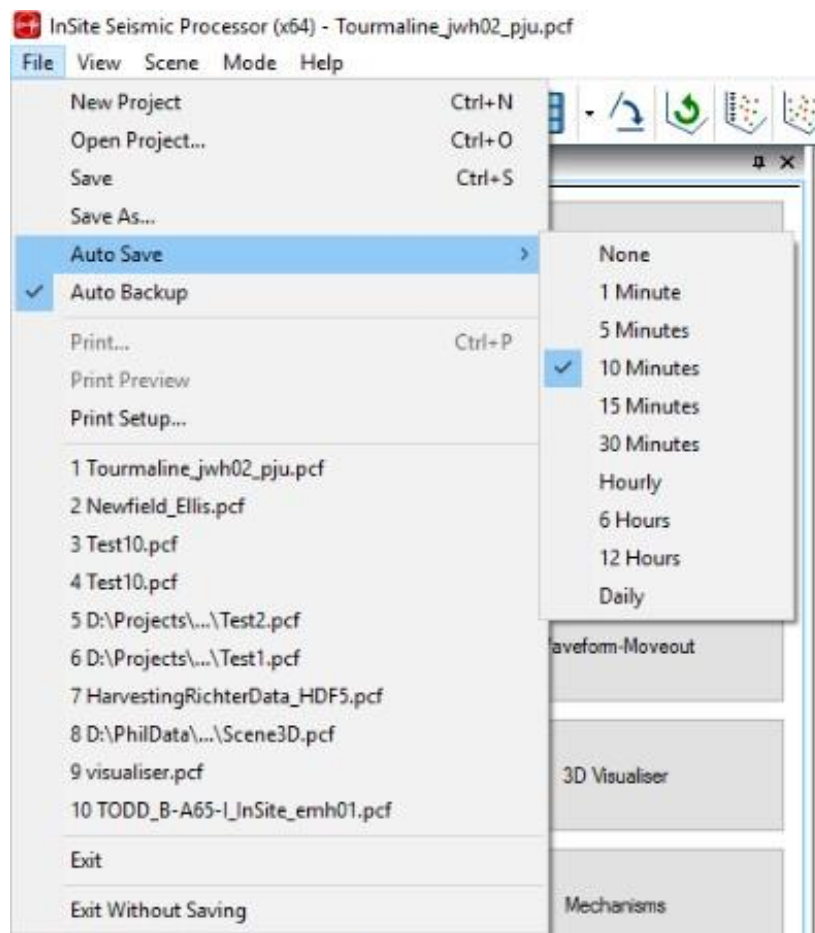 InSite Seismic Processor (x64) - Tourmaline_jwh02_pju.pcf
File View Scene Mode Help
New Project Ctrl+N
Open Project... Ctrl+O
Save Ctrl+S
Save As...
Auto Save
Auto Backup
Print... Ctrl+P
Print Preview
Print Setup...
1 Tourmaline_jwh02_pju.pcf
2 Newfield_Ellis.pcf
3 Test10.pcf
4 Test10.pcf
5 D:\Projects\...\Test2.pcf
6 D:\Projects\...\Test1.pcf
7 HarvestingRichterData_HDF5.pcf
8 D:\PhilData\...\Scene3D.pcf
9 visualiser.pcf
10 TODD_B-A65-I_InSite_emh01.pcf
Exit
Exit Without Saving
None
1 Minute
5 Minutes
10 Minutes
15 Minutes
30 Minutes
Hourly
6 Hours
12 Hours
Daily
aveform-Moveout
3D Visualiser
Mechanisms